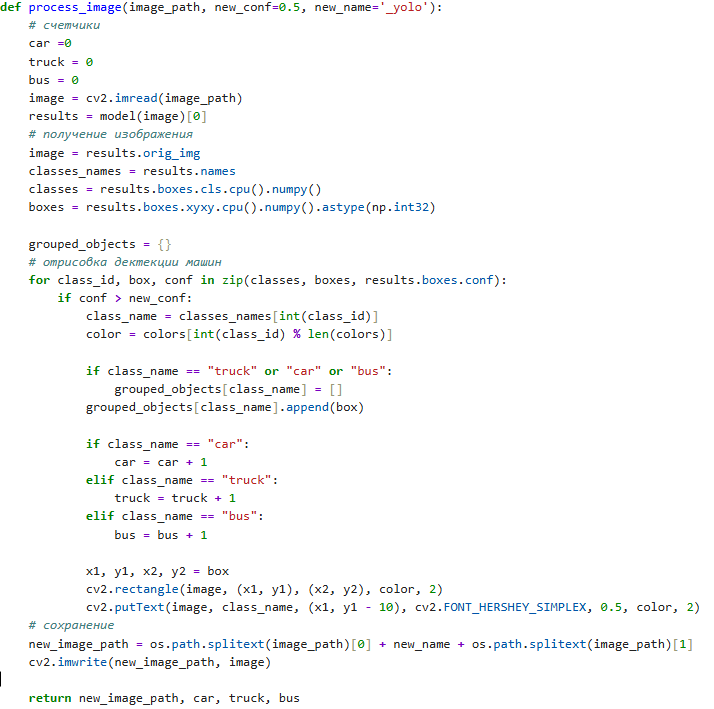 def process_image(image_path, new_conf=0.5, new_name='_yolo'):
    # счетчики
    car =0
    truck = 0
    bus = 0
    image = cv2.imread(image_path)
    results = model(image)[0]
    # получение изображения
    image = results.orig_img
    classes_names = results.names
    classes = results.boxes.cls.cpu().numpy()
    boxes = results.boxes.xyxy.cpu().numpy().astype(np.int32)

    grouped_objects = {}
    # отрисовка дектекции машин
    for class_id, box, conf in zip(classes, boxes, results.boxes.conf):
        if conf > new_conf:
            class_name = classes_names[int(class_id)]
            color = colors[int(class_id) % len(colors)]

            if class_name == "truck" or "car" or "bus":
                grouped_objects[class_name] = []
            grouped_objects[class_name].append(box)

            if class_name == "car":
                car = car + 1
            elif class_name == "truck":
                truck = truck + 1
            elif class_name == "bus":
                bus = bus + 1

            x1, y1, x2, y2 = box
            cv2.rectangle(image, (x1, y1), (x2, y2), color, 2)
            cv2.putText(image, class_name, (x1, y1 - 10), cv2.FONT_HERSHEY_SIMPLEX, 0.5, color, 2)
    # сохранение
    new_image_path = os.path.splitext(image_path)[0] + new_name + os.path.splitext(image_path)[1]
    cv2.imwrite(new_image_path, image)

    return new_image_path, car, truck, bus